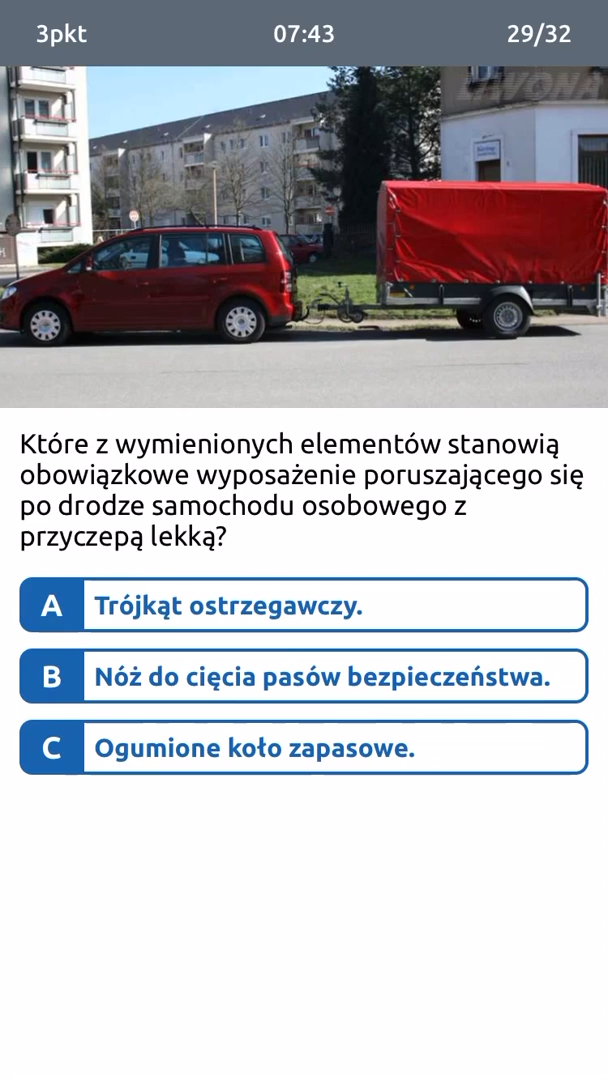 3pkt 07:43 29/32
Które z wymienionych elementów stanowią
obowiązkowe wyposażenie poruszającego się
po drodze samochodu osobowego z
przyczepą lekką?
A Trójkąt ostrzegawczy.
B Nóż do cięcia pasów bezpieczeństwa.
C Ogumione koło zapasowe.